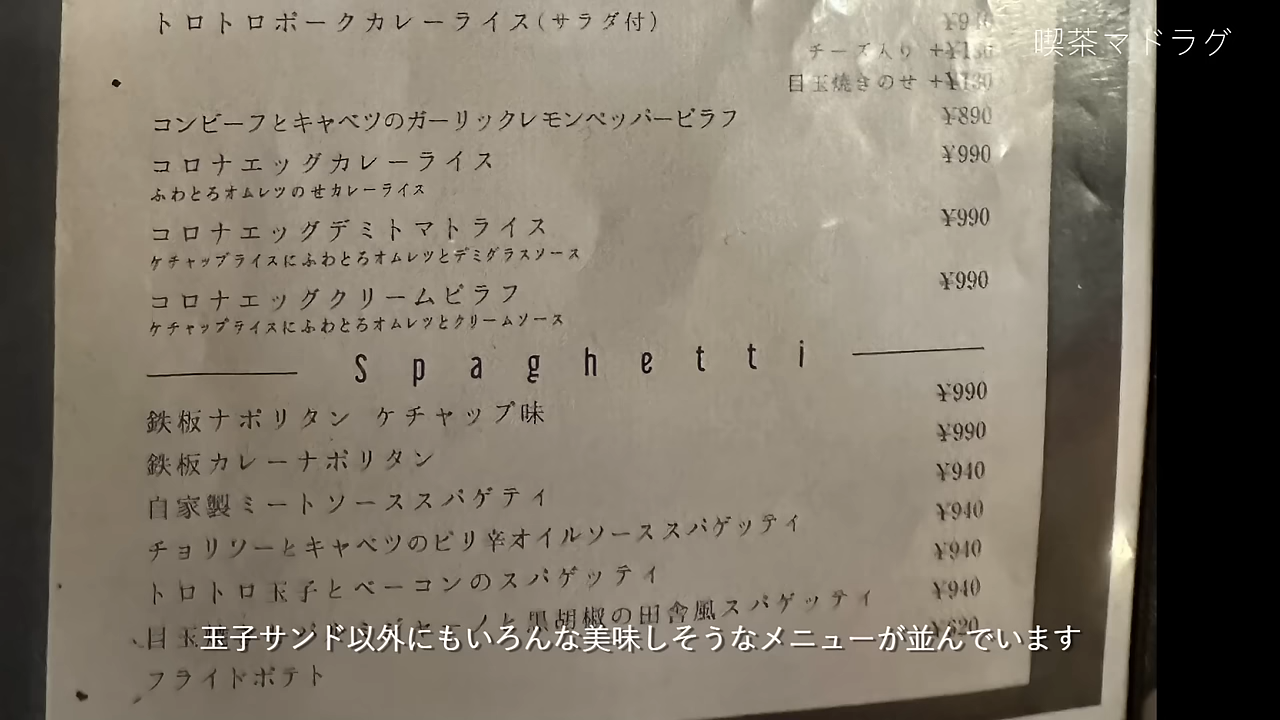 トロトロポークカレーライス(サラダ付)
喫茶マドラグ
チーズ入り
目玉焼きのせ +¥130
コンビーフとキャベツのガーリックレモンペッパーピラフ ¥890
コロナエッグカレーライス ¥990
ふわとろオムレツのせカレーライス
コロナエッグデミトマトライス ¥990
ケチャップライスにふわとろオムレツとデミグラスソース
コロナエッグクリームピラフ ¥990
ケチャップライスにふわとろオムレツとクリームソース
Spaghetti
鉄板ナポリタン ケチャップ味 ¥990
鉄板カレーナポリタン ¥990
自家製ミートソーススパゲティ ¥940
チョリソーとキャベツのピリ辛オイルソーススパゲッティ ¥940
トロトロ玉子とベーコンのスパゲッティ ¥940
目玉 と黒胡椒の田舎風スパゲッティ ¥940
玉子サンド以外にもいろんな美味しそうなメニューが並んでいます
フライドポテト